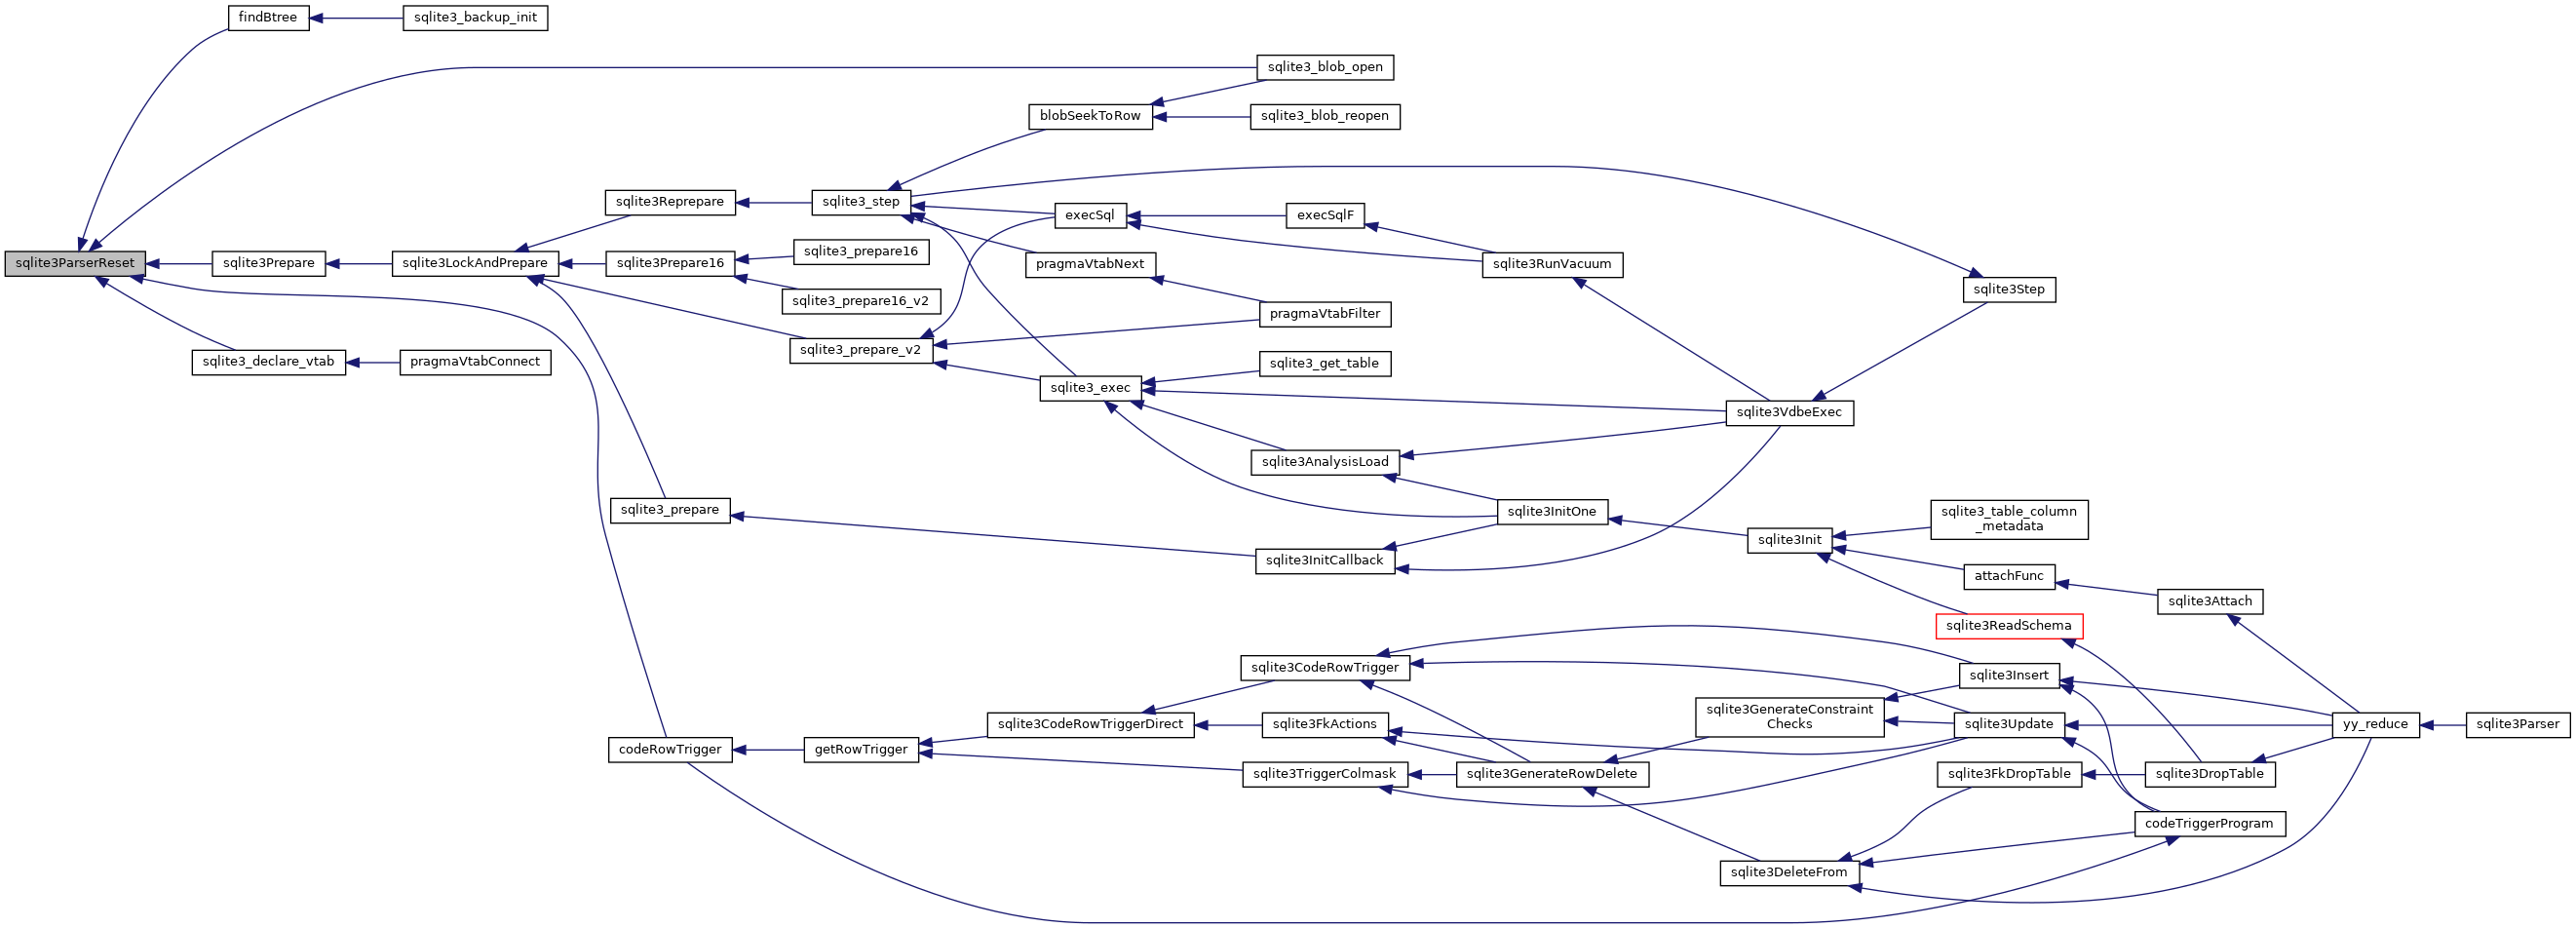 findBtree
sqlite3_backup_init
sqlite3_blob_open
blobSeekToRow
sqlite3_blob_reopen
sqlite3Reprepare
sqlite3_step
execSql
execSqlF
sqlite3ParserReset
sqlite3Prepare
sqlite3LockAndPrepare
sqlite3Prepare16
sqlite3_prepare16
pragmaVtabNext
sqlite3RunVacuum
sqlite3Step
sqlite3_prepare16_v2
pragmaVtabFilter
sqlite3_declare_vtab
pragmaVtabConnect
sqlite3_prepare_v2
sqlite3_get_table
sqlite3_exec
sqlite3VdbeExec
sqlite3AnalysisLoad
sqlite3_prepare
sqlite3InitOne
sqlite3_table_column
_metadata
sqlite3Init
sqlite3InitCallback
attachFunc
sqlite3Attach
sqlite3ReadSchema
sqlite3CodeRowTrigger
sqlite3Insert
sqlite3GenerateConstraint
Checks
sqlite3CodeRowTriggerDirect
sqlite3FkActions
sqlite3Update
yy_reduce
sqlite3Parser
codeRowTrigger
getRowTrigger
sqlite3TriggerColmask
sqlite3GenerateRowDelete
sqlite3FkDropTable
sqlite3DropTable
codeTriggerProgram
sqlite3DeleteFrom